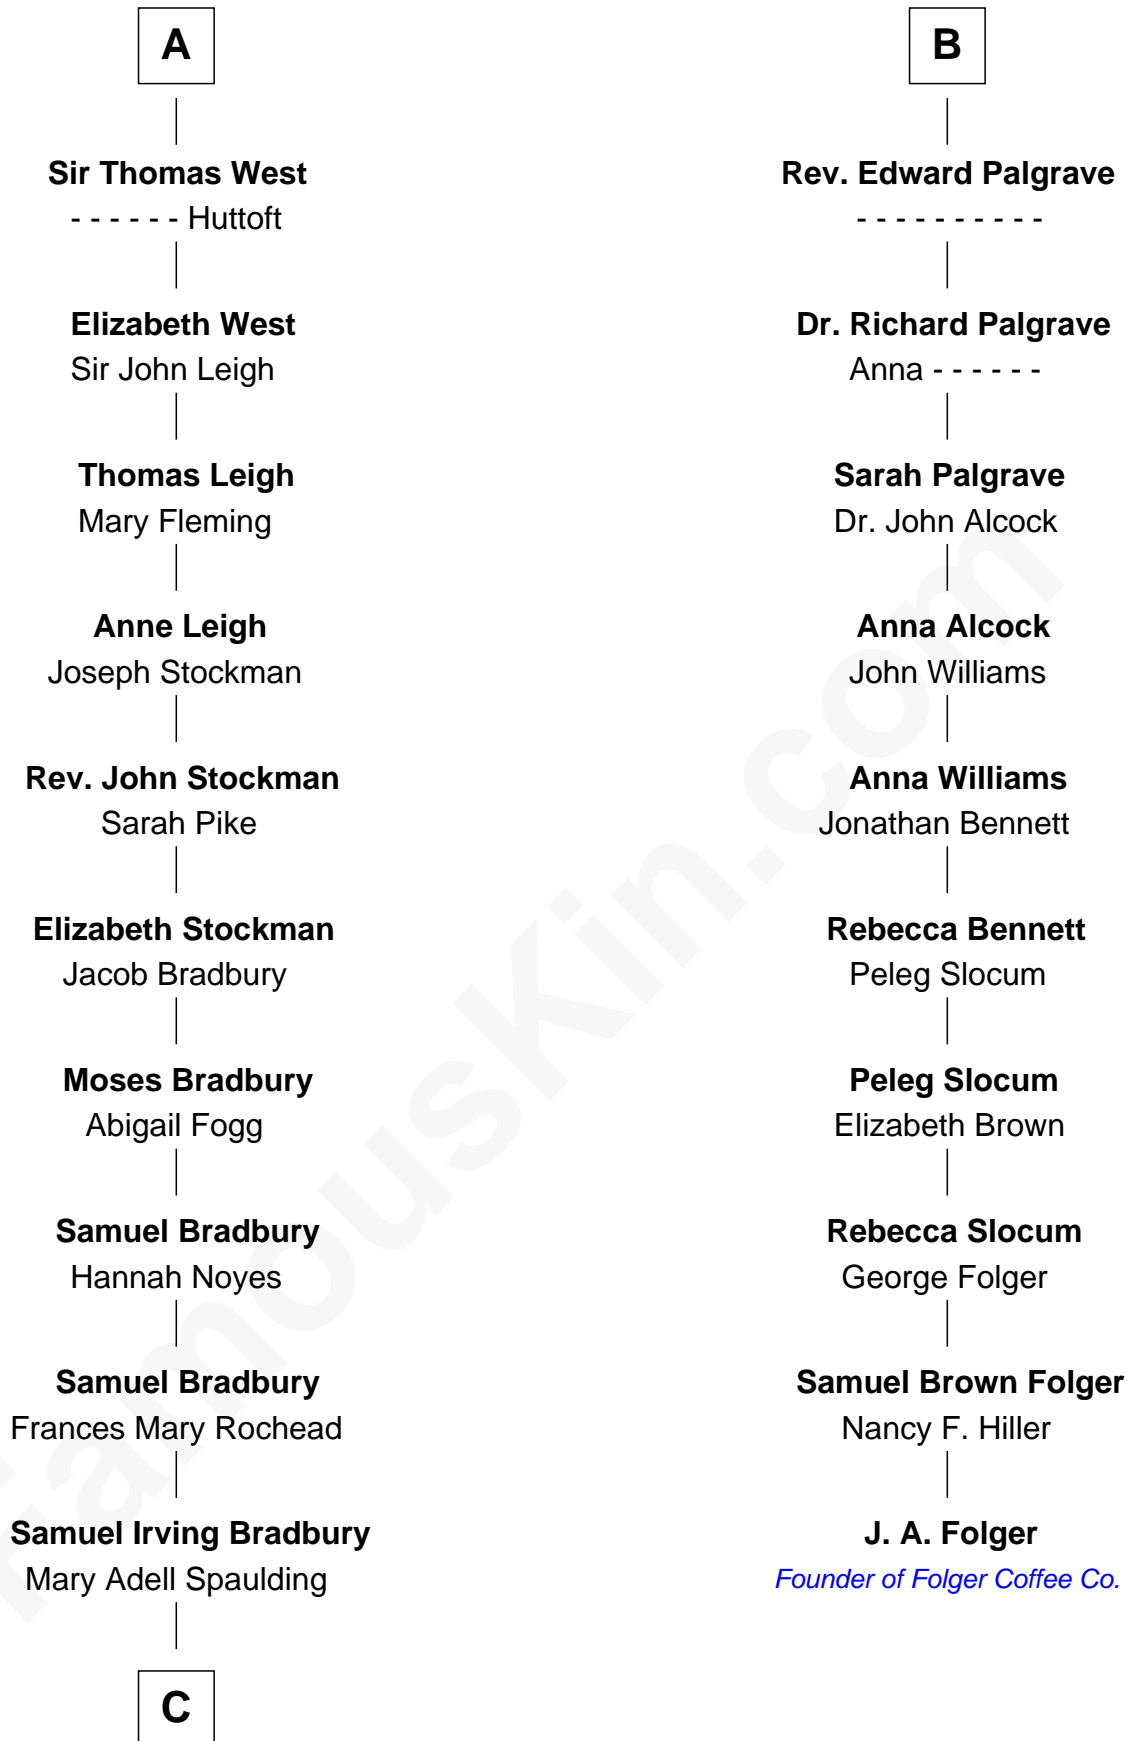 A
Sir Thomas West
- - - - - - Huttoft
Elizabeth West
Sir John Leigh
Thomas Leigh
Mary Fleming
Anne Leigh
Joseph Stockman
Rev. John Stockman
Sarah Pike
Elizabeth Stockman
Jacob Bradbury
Moses Bradbury
Abigail Fogg
Samuel Bradbury
Hannah Noyes
Samuel Bradbury
Frances Mary Rochead
Samuel Irving Bradbury
Mary Adell Spaulding
C
B
Rev. Edward Palgrave
- - - - - - - - - -
Dr. Richard Palgrave
Anna - - - - - -
Sarah Palgrave
Dr. John Alcock
Anna Alcock
John Williams
Anna Williams
Jonathan Bennett
Rebecca Bennett
Peleg Slocum
Peleg Slocum
Elizabeth Brown
Rebecca Slocum
George Folger
Samuel Brown Folger
Nancy F. Hiller
J. A. Folger
Founder of Folger Coffee Co.
FamousKin.com